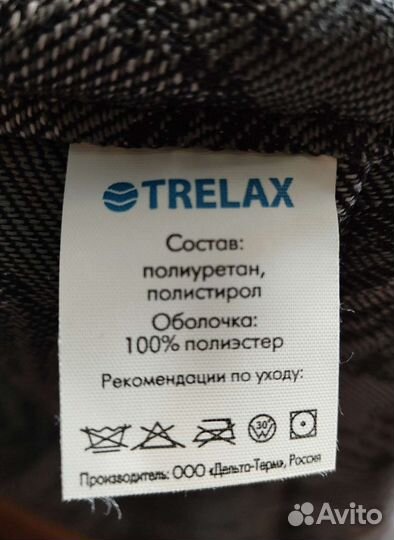 TRELAX
Состав:
полиуретан,
полистирол
Оболочка:
100% полиэстер
Рекомендации по уходу:
30°
W
Производитель: ООО «Дельта-Терм», Россия
Avito